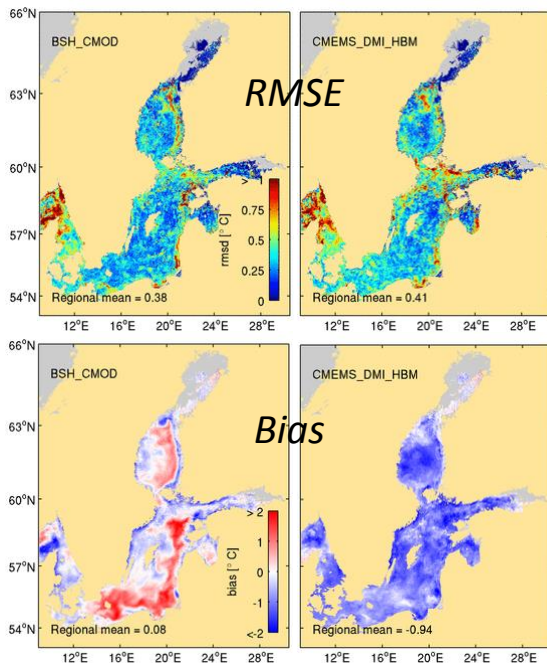 66°N
BSH_CMOD
CMEMS_DMI_HBM
63°N
RMSE
60°N
> 1
0.75
0.5
0.25
0
rmsd [° C]
57°N
54°N
Regional mean = 0.38
Regional mean = 0.41
12°E 16°E 20°E 24°E 28°E
12°E 16°E 20°E 24°E 28°E
66°N
BSH_CMOD
CMEMS_DMI_HBM
63°N
Bias
60°N
> 2
1
0
-1
<-2
bias [° C]
57°N
54°N
Regional mean = 0.08
Regional mean = -0.94
12°E 16°E 20°E 24°E 28°E
12°E 16°E 20°E 24°E 28°E